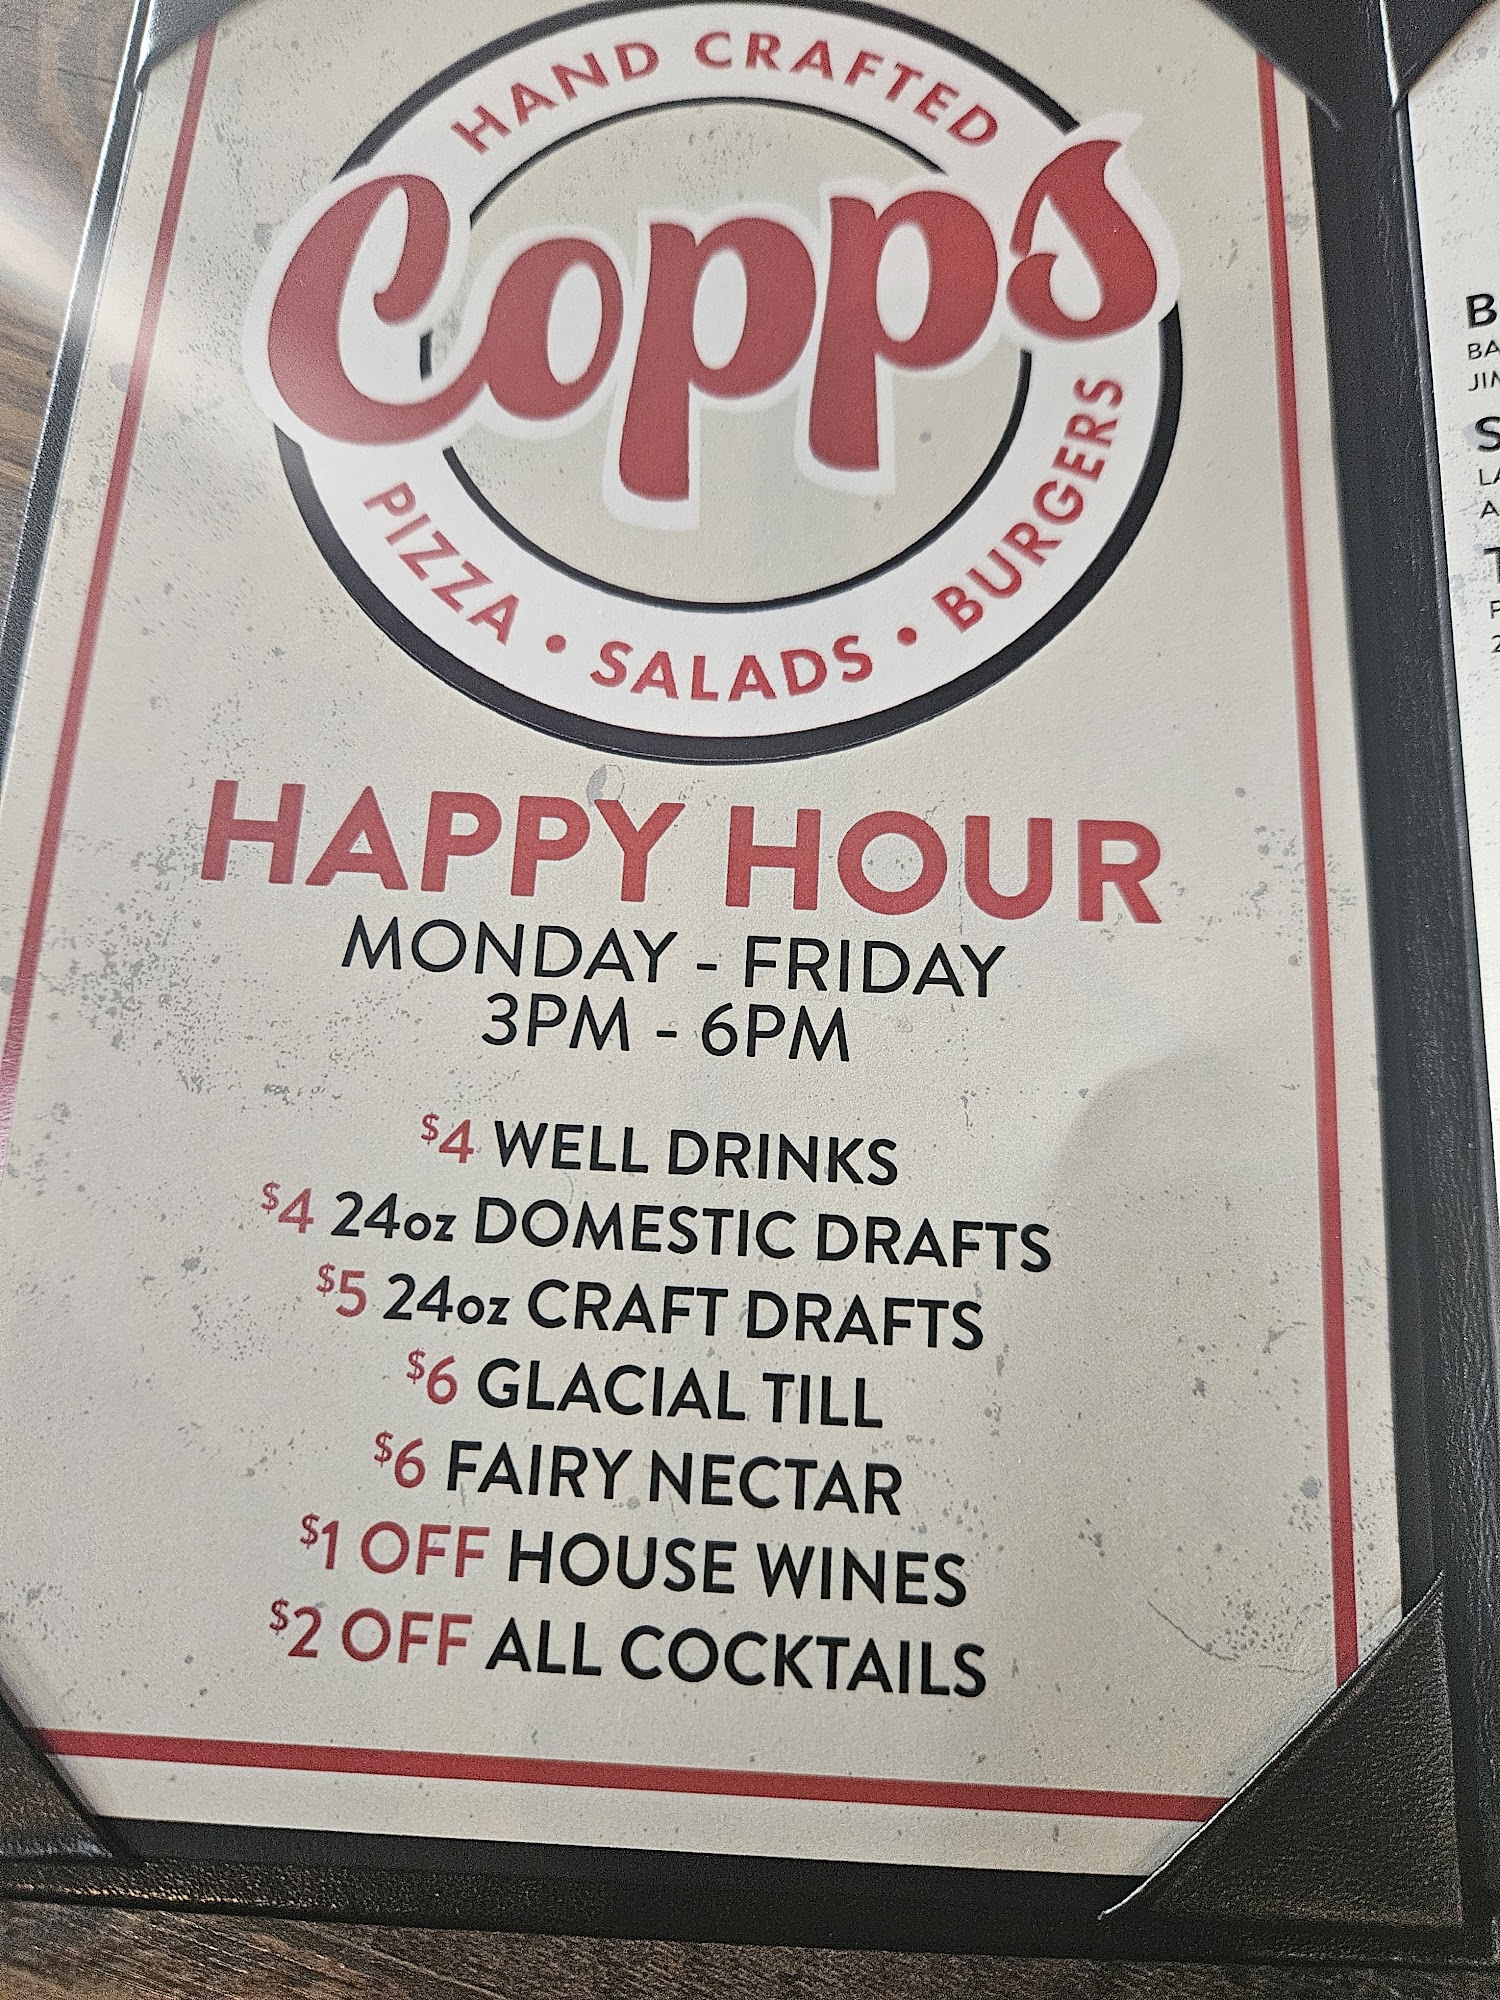 HAND CRAFTED
Copps
PIZZA • SALADS • BURGERS
HAPPY HOUR
MONDAY - FRIDAY
3PM - 6PM
$4 WELL DRINKS
$4 24oz DOMESTIC DRAFTS
$5 24oz CRAFT DRAFTS
$6 GLACIAL TILL
$6 FAIRY NECTAR
$1 OFF HOUSE WINES
$2 OFF ALL COCKTAILS